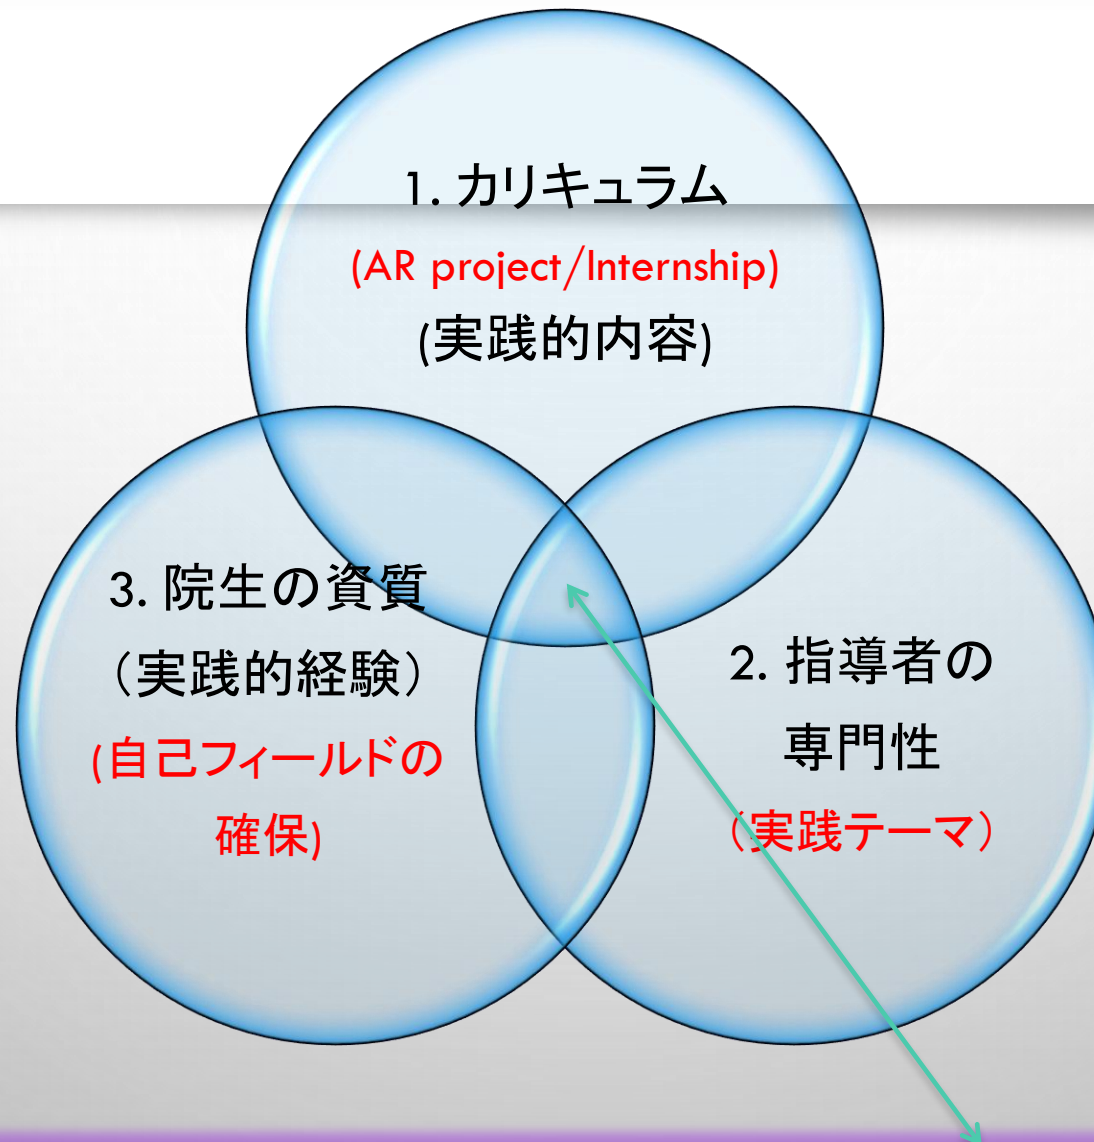 1. カリキュラム
(AR project/Internship)
(実践的内容)
2. 指導者の
専門性
（実践テーマ）
3. 院生の資質
（実践的経験）
(自己フィールドの
確保)